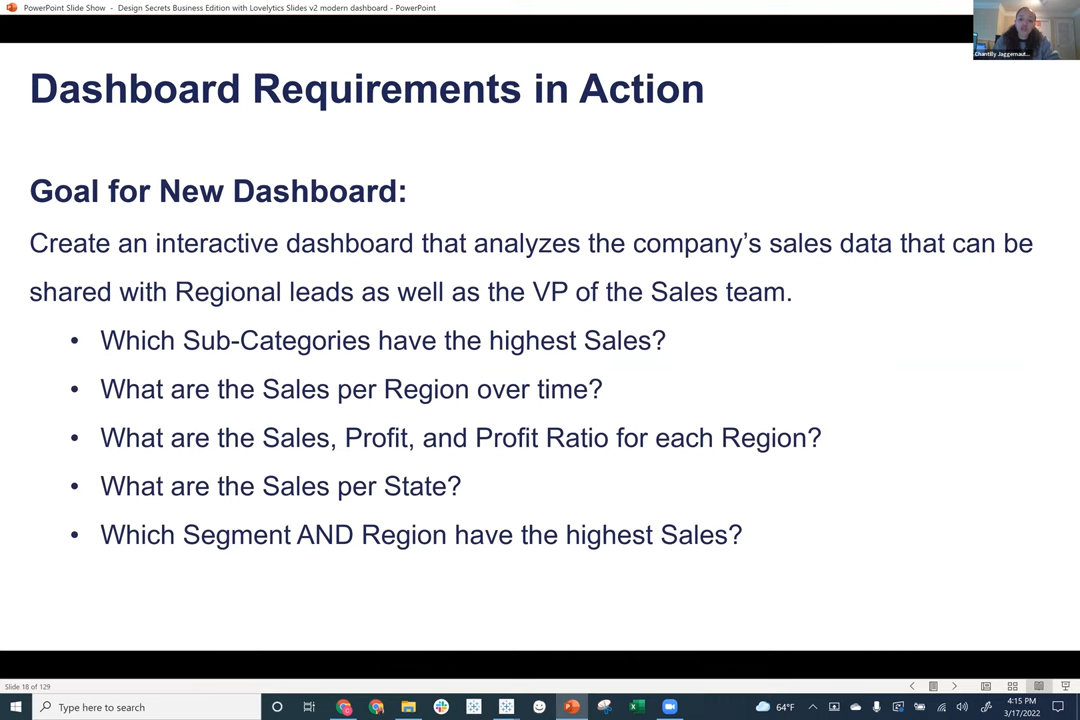 PowerPoint Slide Show - Design Secrets Business Edition with Lovelytics Slides v2 modern dashboard - PowerPoint
Chantilly Jaggernaut...
Dashboard Requirements in Action
Goal for New Dashboard:
Create an interactive dashboard that analyzes the company’s sales data that can be
shared with Regional leads as well as the VP of the Sales team.
• Which Sub-Categories have the highest Sales?
• What are the Sales per Region over time?
• What are the Sales, Profit, and Profit Ratio for each Region?
• What are the Sales per State?
• Which Segment AND Region have the highest Sales?
Slide 18 of 129
Type here to search
64°F
4:15 PM
3/17/2022